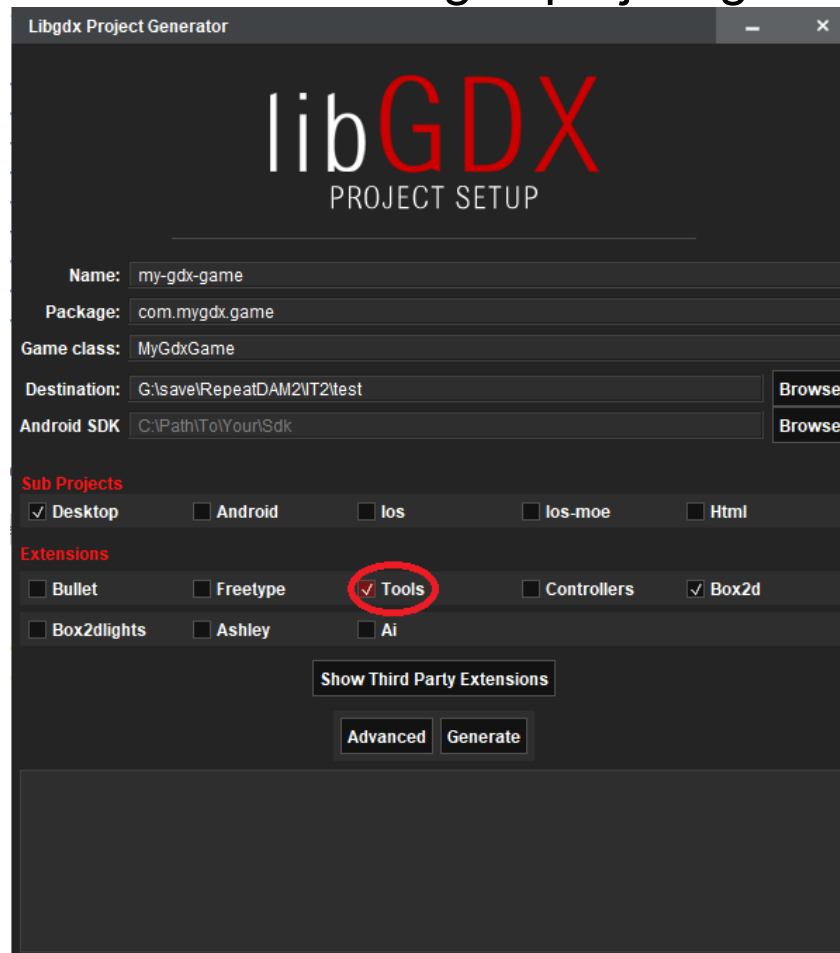 Libgdx Project Generator
libGDX
PROJECT SETUP
Name: my-gdx-game
Package: com.mygdx.game
Game class: MyGdxGame
Destination: G:\save\RepeatDAM2\IT2\test Browse
Android SDK C:\Path\To\Your\Sdk Browse
Sub Projects
Desktop Android Ios Ios-moe Html
Extensions
Bullet Freetype Tools Controllers Box2d
Box2dlights Ashley Ai
Show Third Party Extensions
Advanced Generate